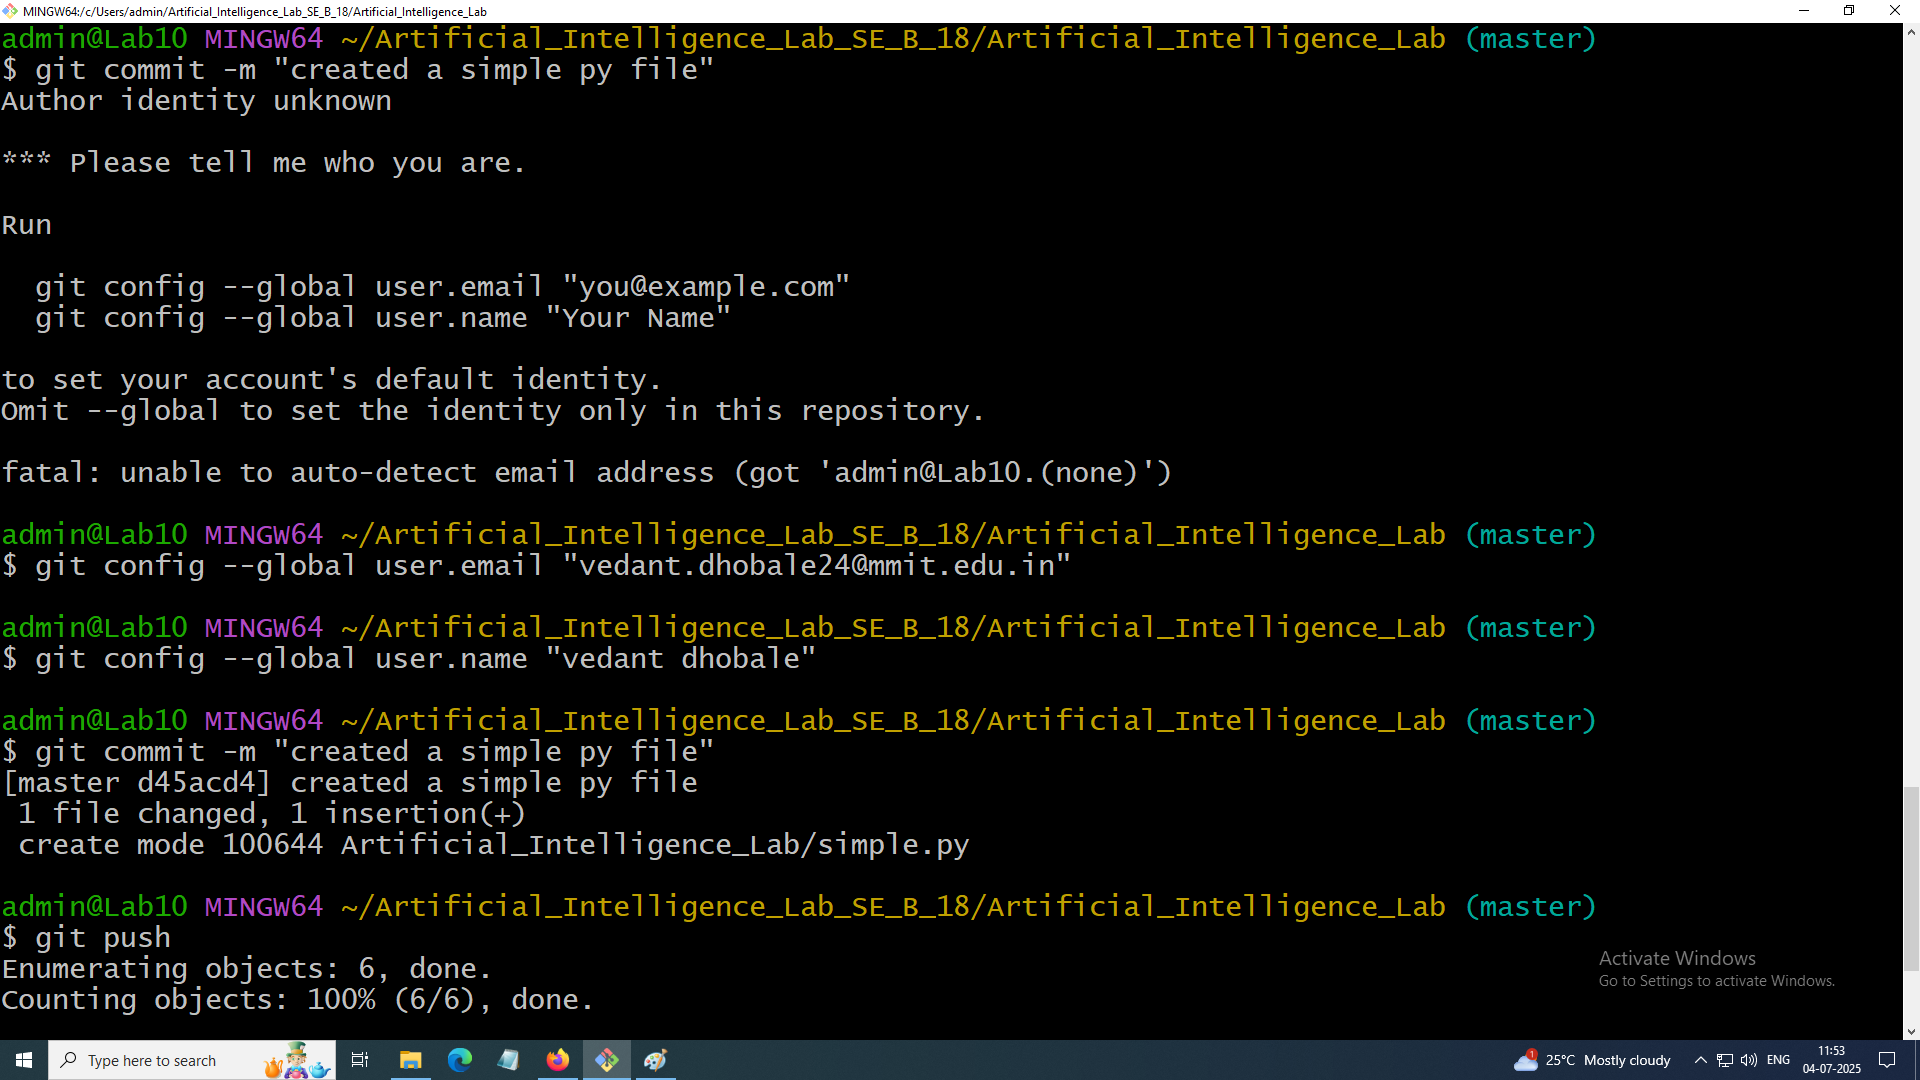 MINGW64:/c/Users/admin/Artificial_Intelligence_Lab_SE_B_18/Artificial_Intelligence_Lab
admin@Lab10 MINGW64 ~/Artificial_Intelligence_Lab_SE_B_18/Artificial_Intelligence_Lab (master)
$ git commit -m "created a simple py file"
Author identity unknown
*** Please tell me who you are.
Run
  git config --global user.email "you@example.com"
  git config --global user.name "Your Name"
to set your account's default identity.
Omit --global to set the identity only in this repository.
fatal: unable to auto-detect email address (got 'admin@Lab10.(none)')
admin@Lab10 MINGW64 ~/Artificial_Intelligence_Lab_SE_B_18/Artificial_Intelligence_Lab (master)
$ git config --global user.email "vedant.dhobale24@mmit.edu.in"
admin@Lab10 MINGW64 ~/Artificial_Intelligence_Lab_SE_B_18/Artificial_Intelligence_Lab (master)
$ git config --global user.name "vedant dhobale"
admin@Lab10 MINGW64 ~/Artificial_Intelligence_Lab_SE_B_18/Artificial_Intelligence_Lab (master)
$ git commit -m "created a simple py file"
[master d45acd4] created a simple py file
 1 file changed, 1 insertion(+)
 create mode 100644 Artificial_Intelligence_Lab/simple.py
admin@Lab10 MINGW64 ~/Artificial_Intelligence_Lab_SE_B_18/Artificial_Intelligence_Lab (master)
$ git push
Enumerating objects: 6, done.
Counting objects: 100% (6/6), done.
Activate Windows
Go to Settings to activate Windows.
Type here to search
1
25°C Mostly cloudy
ENG
11:53
04-07-2025